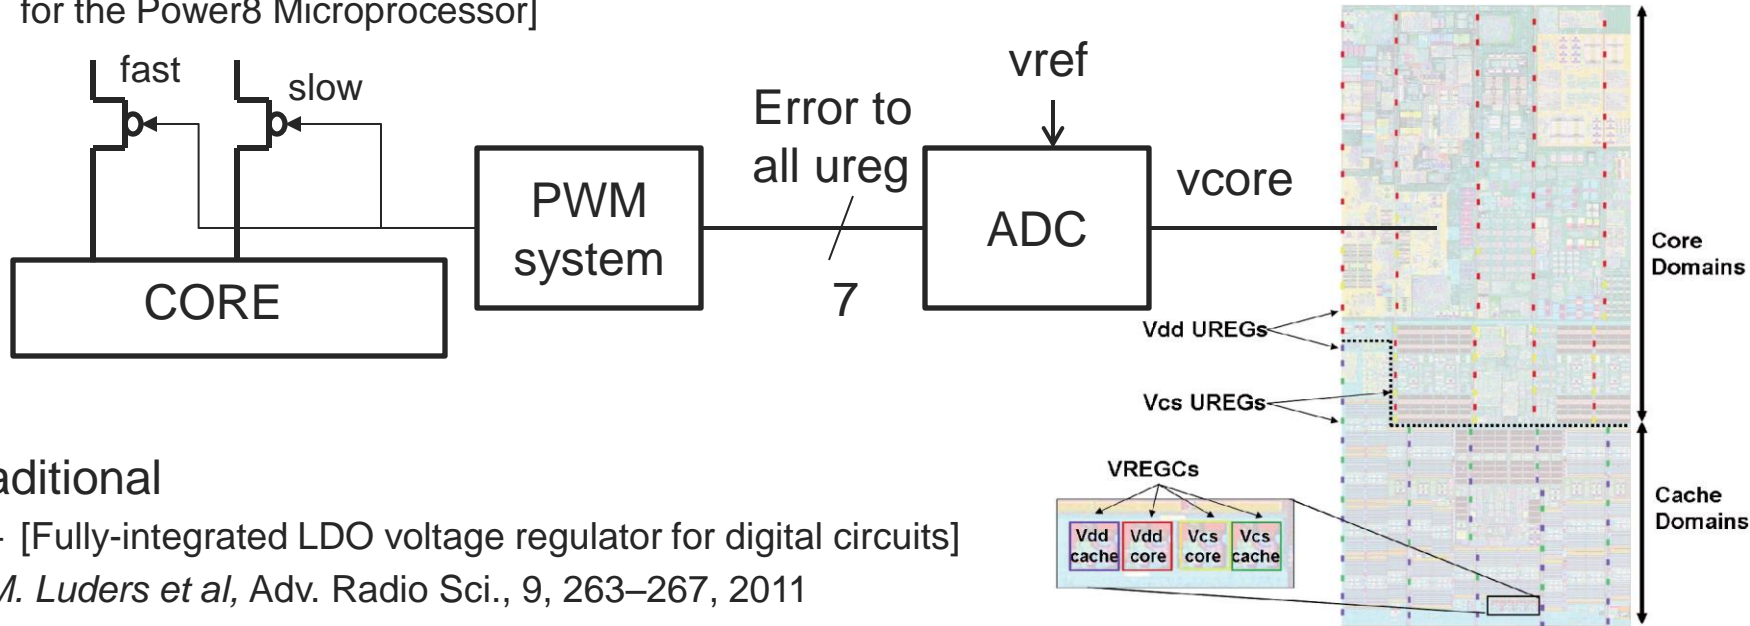 for the Power8 Microprocessor]
fast
slow
vref
Error to
all ureg
7
PWM
system
ADC
vcore
CORE
Core
Domains
Vdd UREGs
Vcs UREGs
VREGCs
Vdd
cache
Vdd
core
Vcs
core
Vcs
cache
Cache
Domains
aditional
[Fully-integrated LDO voltage regulator for digital circuits]
M. Luders et al, Adv. Radio Sci., 9, 263–267, 2011